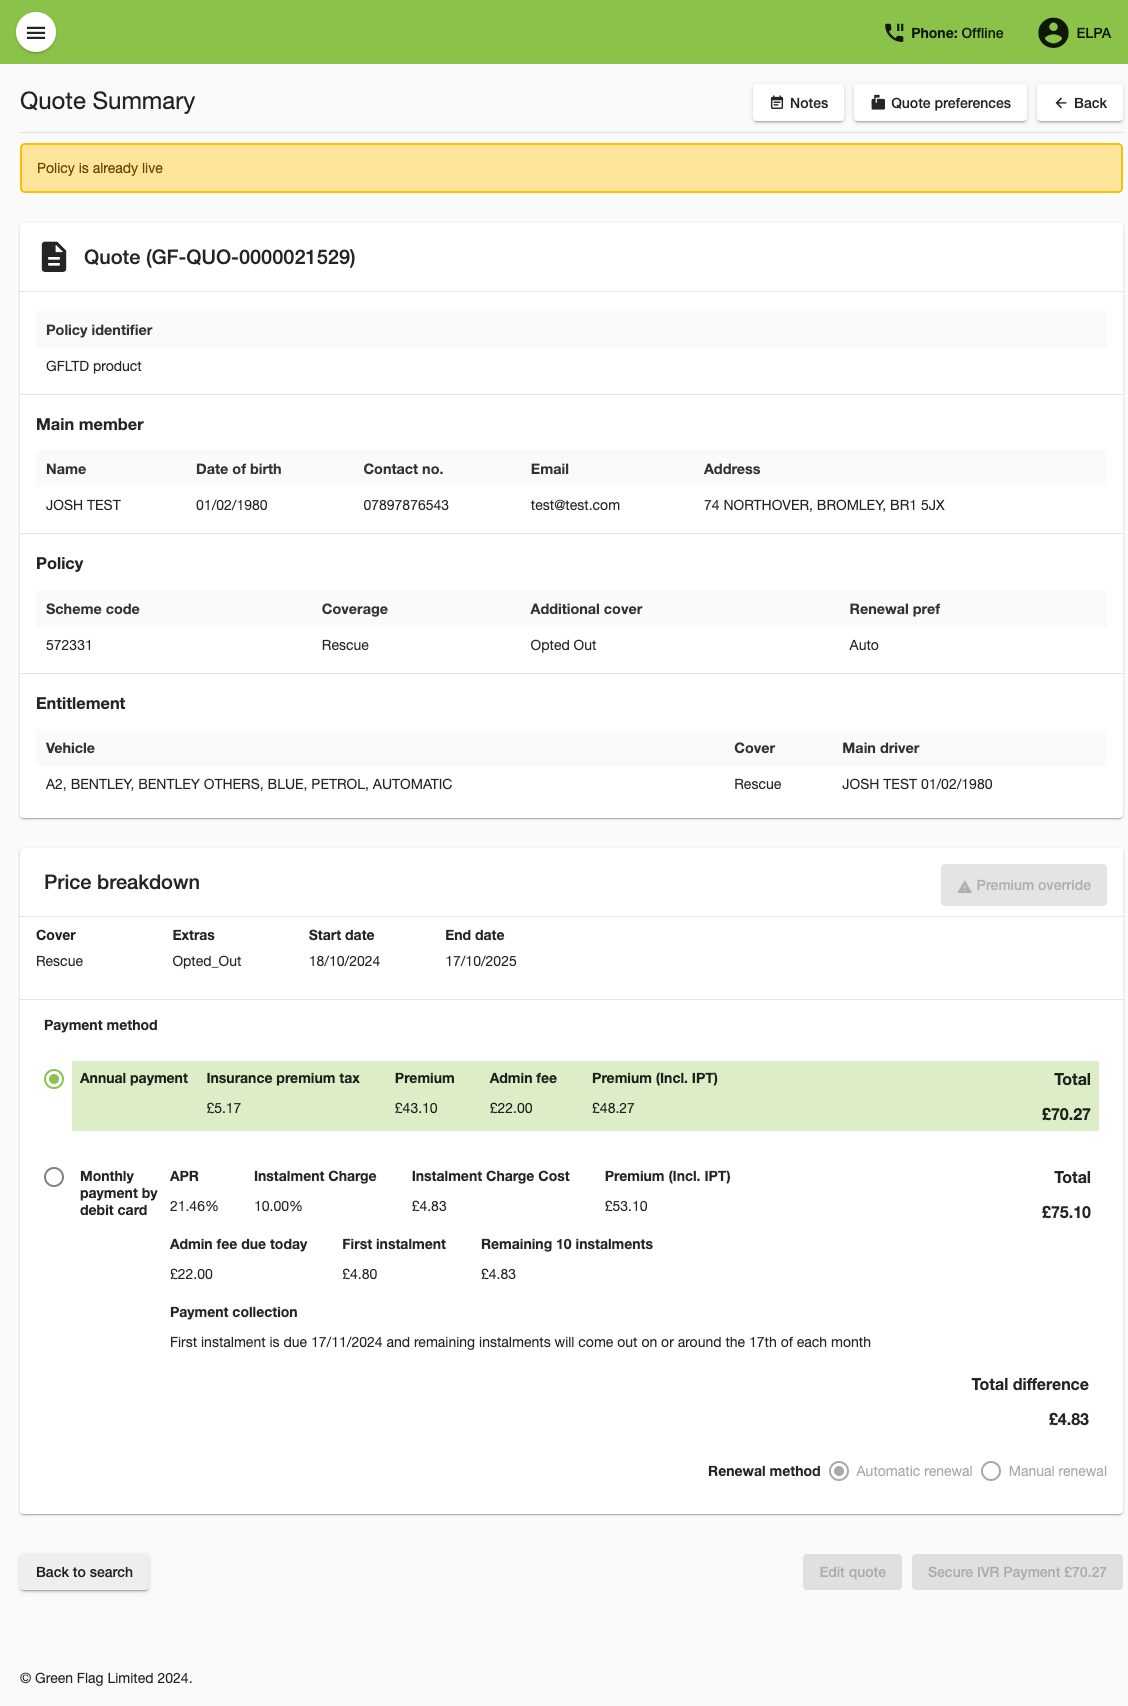 Phone: Offline
ELPA
Quote Summary
Notes
Quote preferences
Back
Policy is already live
Quote (GF-QUO-0000021529)
Policy identifier
GFLTD product
Main member
Name Date of birth Contact no. Email Address
JOSH TEST 01/02/1980 07897876543 test@test.com 74 NORTHOVER, BROMLEY, BR1 5JX
Policy
Scheme code Coverage Additional cover Renewal pref
572331 Rescue Opted Out Auto
Entitlement
Vehicle Cover Main driver
A2, BENTLEY, BENTLEY OTHERS, BLUE, PETROL, AUTOMATIC Rescue JOSH TEST 01/02/1980
Price breakdown
Premium override
Cover Extras Start date End date
Rescue Opted_Out 18/10/2024 17/10/2025
Payment method
Annual payment Insurance premium tax Premium Admin fee Premium (Incl. IPT) Total
£5.17 £43.10 £22.00 £48.27 £70.27
Monthly payment by debit card
APR Instalment Charge Instalment Charge Cost Premium (Incl. IPT) Total
21.46% 10.00% £4.83 £53.10 £75.10
Admin fee due today First instalment Remaining 10 instalments
£22.00 £4.80 £4.83
Payment collection
First instalment is due 17/11/2024 and remaining instalments will come out on or around the 17th of each month
Total difference
£4.83
Renewal method Automatic renewal Manual renewal
Back to search
Edit quote
Secure IVR Payment £70.27
© Green Flag Limited 2024.